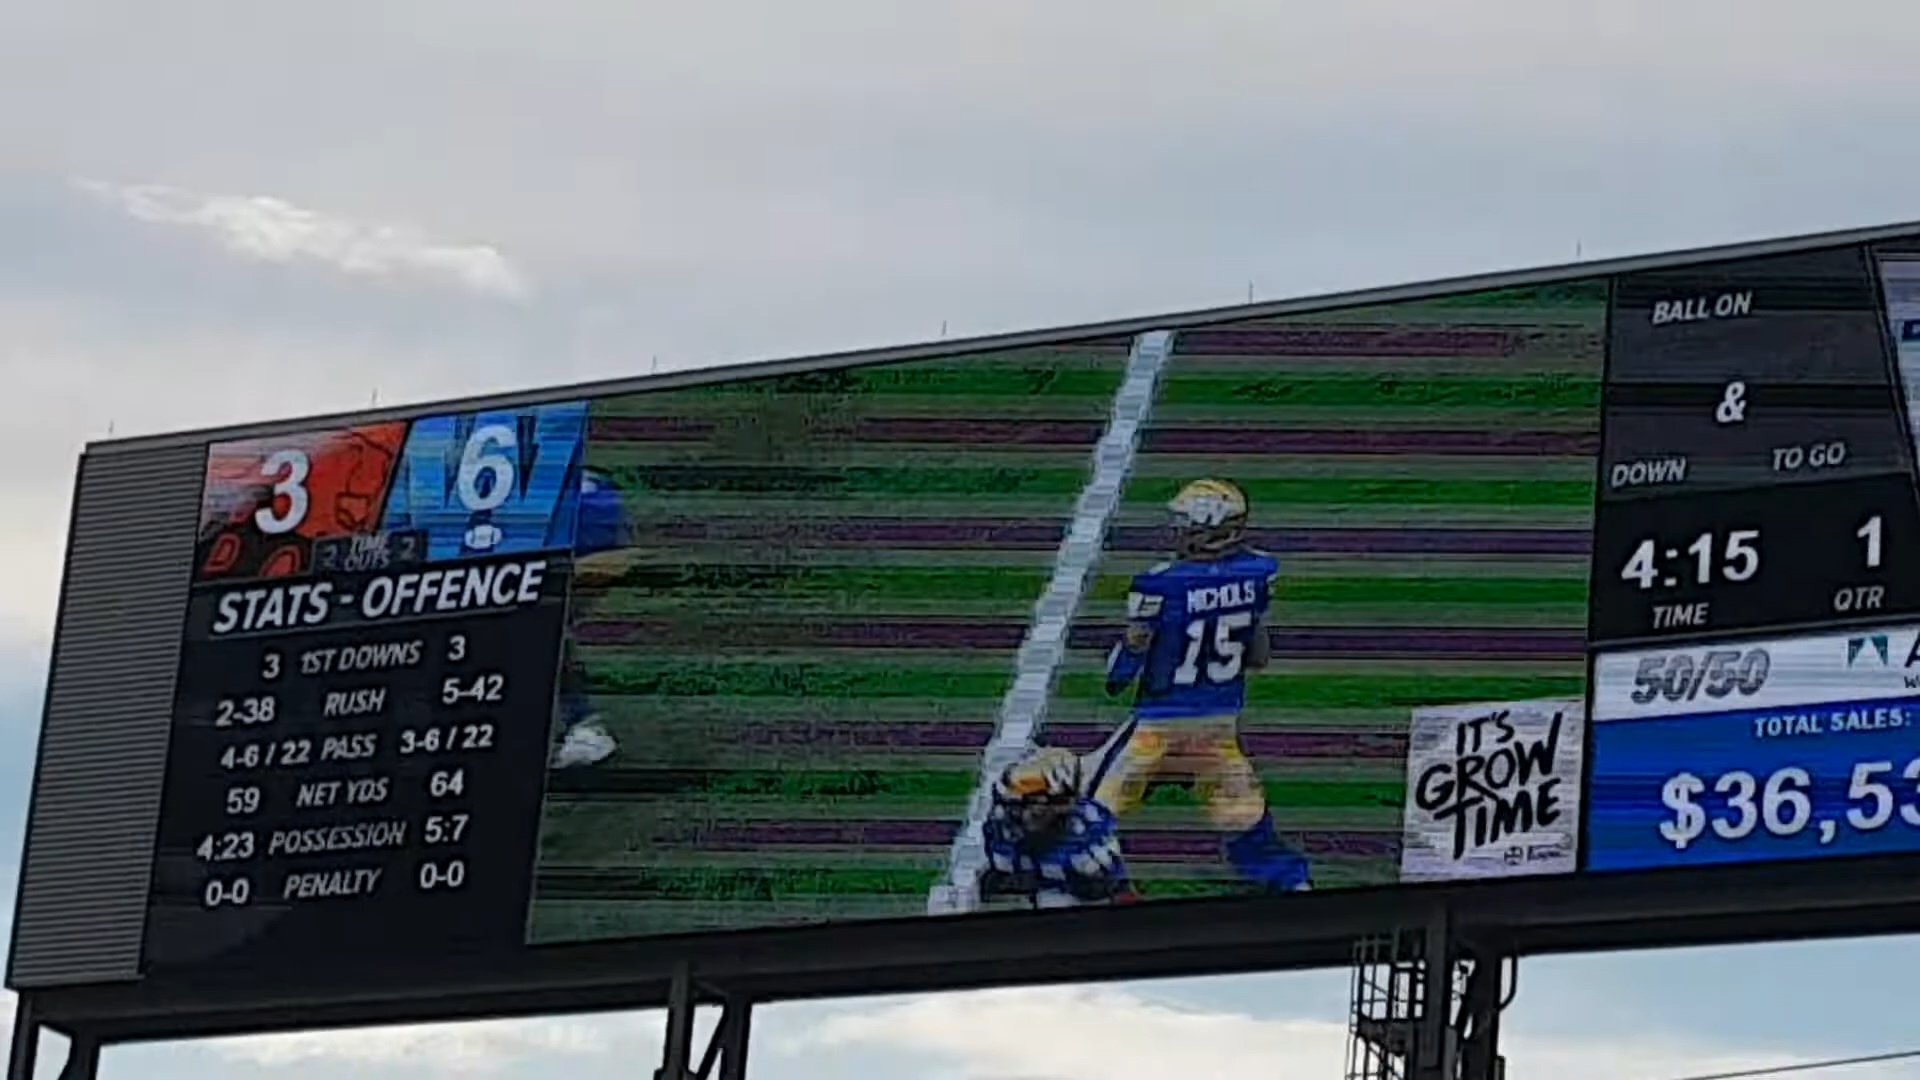 3 6
2 TIME OUTS 2
STATS - OFFENCE
3 1ST DOWNS 3
2-38 RUSH 5-42
4-6 / 22 PASS 3-6 / 22
59 NET YDS 64
4:23 POSSESSION 5:7
0-0 PENALTY 0-0
NICHOLS
15
IT'S
GROW
TIME
BALL ON
&
DOWN TO GO
4:15 1
TIME QTR
50/50
TOTAL SALES:
$36,53